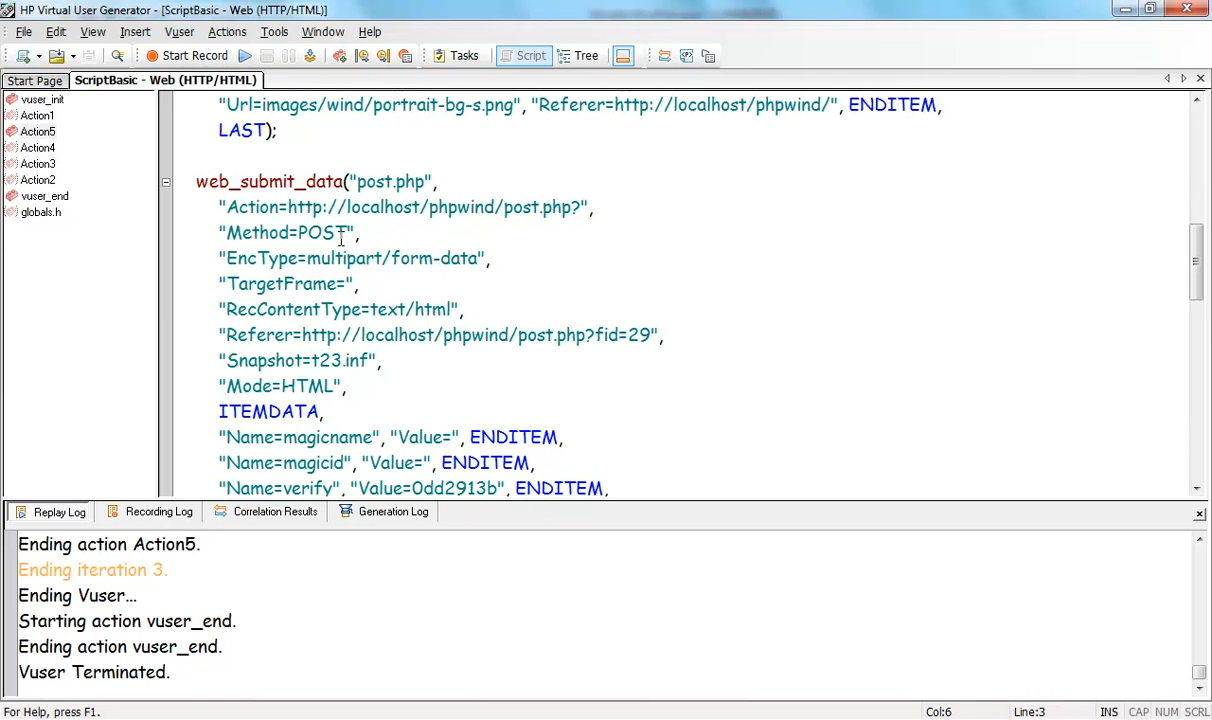 HP Virtual User Generator - [ScriptBasic - Web (HTTP/HTML)]
File Edit View Insert Vuser Actions Tools Window Help
Start Record Tasks Script Tree
Start Page ScriptBasic - Web (HTTP/HTML)
vuser_init
Action1
Action5
Action4
Action3
Action2
vuser_end
globals.h
"Url=images/wind/portrait-bg-s.png", "Referer=http://localhost/phpwind/", ENDITEM,
LAST);
web_submit_data("post.php",
"Action=http://localhost/phpwind/post.php?",
"Method=POST",
"EncType=multipart/form-data",
"TargetFrame=",
"RecContentType=text/html",
"Referer=http://localhost/phpwind/post.php?fid=29",
"Snapshot=t23.inf",
"Mode=HTML",
ITEMDATA,
"Name=magicname", "Value=", ENDITEM,
"Name=magicid", "Value=", ENDITEM,
"Name=verify", "Value=0dd2913b", ENDITEM,
Replay Log Recording Log Correlation Results Generation Log
Ending action Action5.
Ending iteration 3.
Ending Vuser...
Starting action vuser_end.
Ending action vuser_end.
Vuser Terminated.
For Help, press F1. Col:6 Line:3 INS CAP NUM SCRL